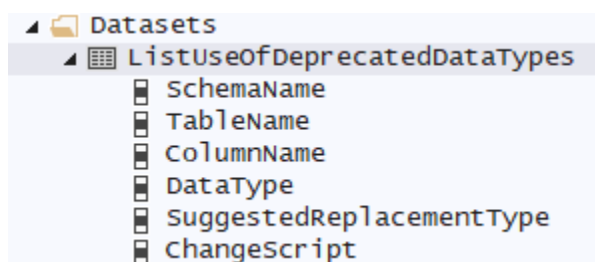 Datasets
ListUseOfDeprecatedDataTypes
SchemaName
TableName
ColumnName
DataType
SuggestedReplacementType
ChangeScript